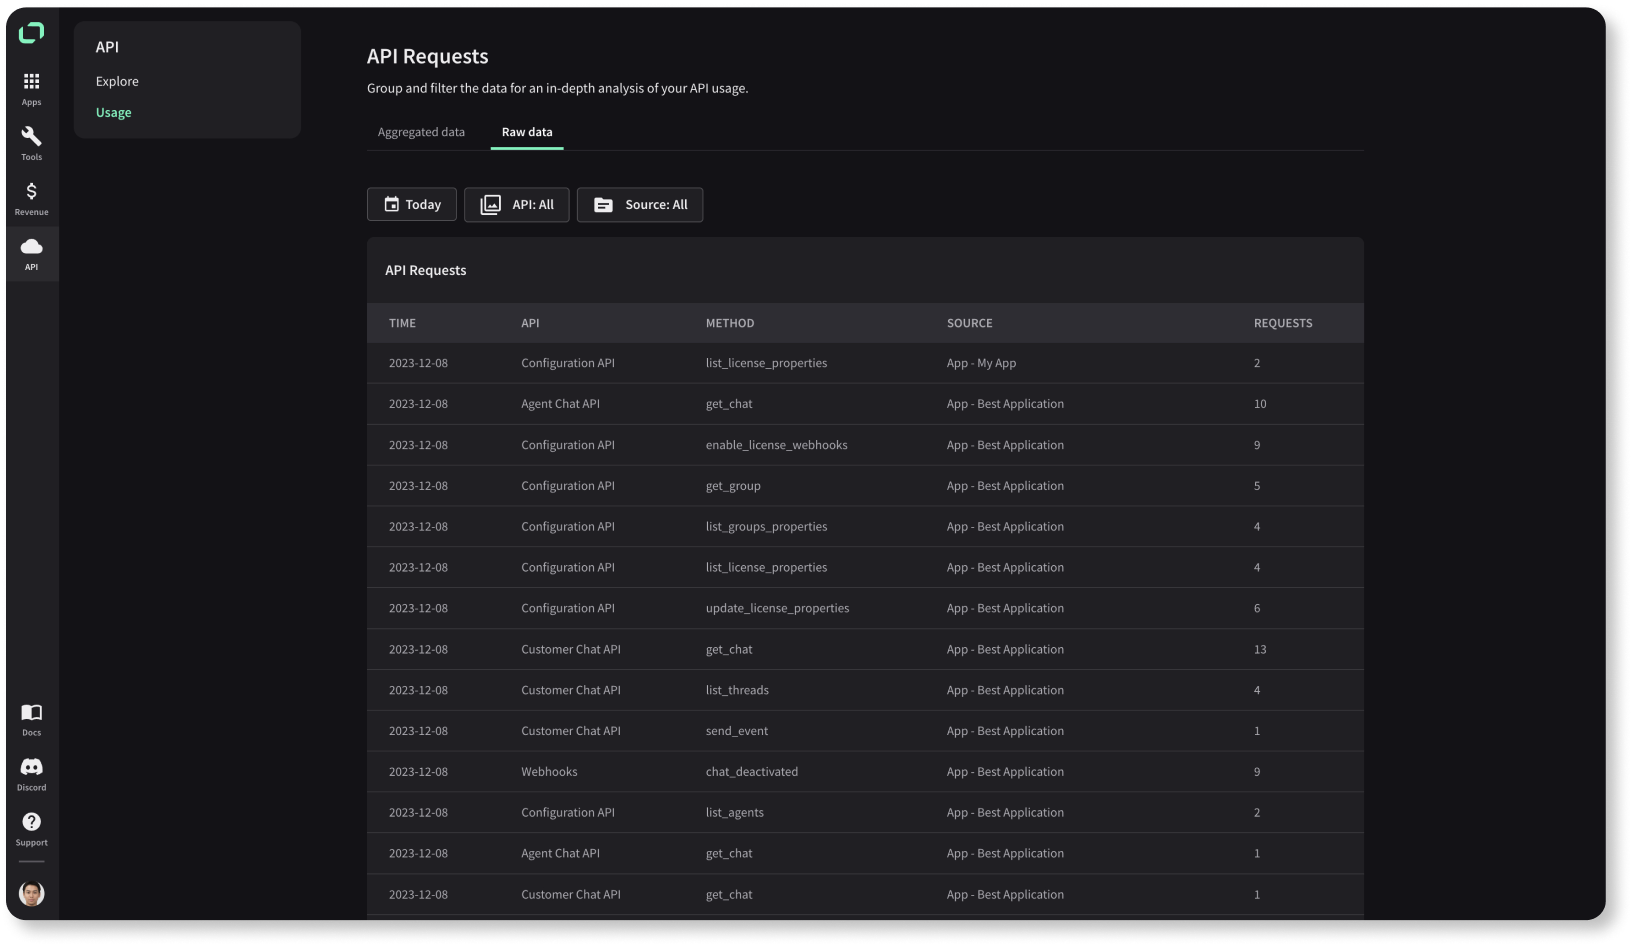 API
Explore
Usage
Apps
Tools
Revenue
API
Docs
Discord
Support
API Requests
Group and filter the data for an in-depth analysis of your API usage.
Aggregated data Raw data
Today API: All Source: All
API Requests
TIME API METHOD SOURCE REQUESTS
2023-12-08 Configuration API list_license_properties App - My App 2
2023-12-08 Agent Chat API get_chat App - Best Application 10
2023-12-08 Configuration API enable_license_webhooks App - Best Application 9
2023-12-08 Configuration API get_group App - Best Application 5
2023-12-08 Configuration API list_groups_properties App - Best Application 4
2023-12-08 Configuration API list_license_properties App - Best Application 4
2023-12-08 Configuration API update_license_properties App - Best Application 6
2023-12-08 Customer Chat API get_chat App - Best Application 13
2023-12-08 Customer Chat API list_threads App - Best Application 4
2023-12-08 Customer Chat API send_event App - Best Application 1
2023-12-08 Webhooks chat_deactivated App - Best Application 9
2023-12-08 Configuration API list_agents App - Best Application 2
2023-12-08 Agent Chat API get_chat App - Best Application 1
2023-12-08 Customer Chat API get_chat App - Best Application 1